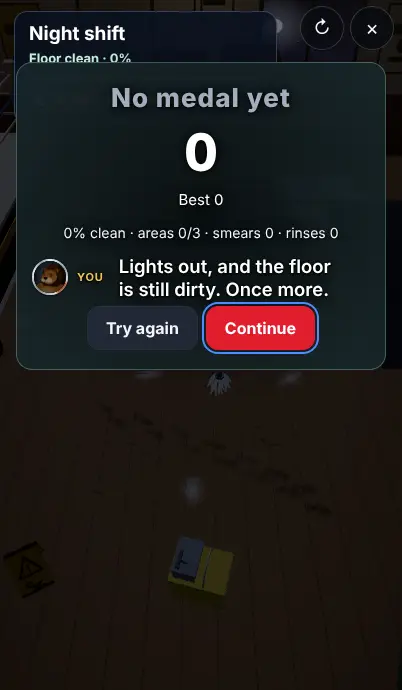 Night shift
Floor clean · 0%
No medal yet
0
Best 0
0% clean · areas 0/3 · smears 0 · rinses 0
YOU
Lights out, and the floor
is still dirty. Once more.
Try again
Continue